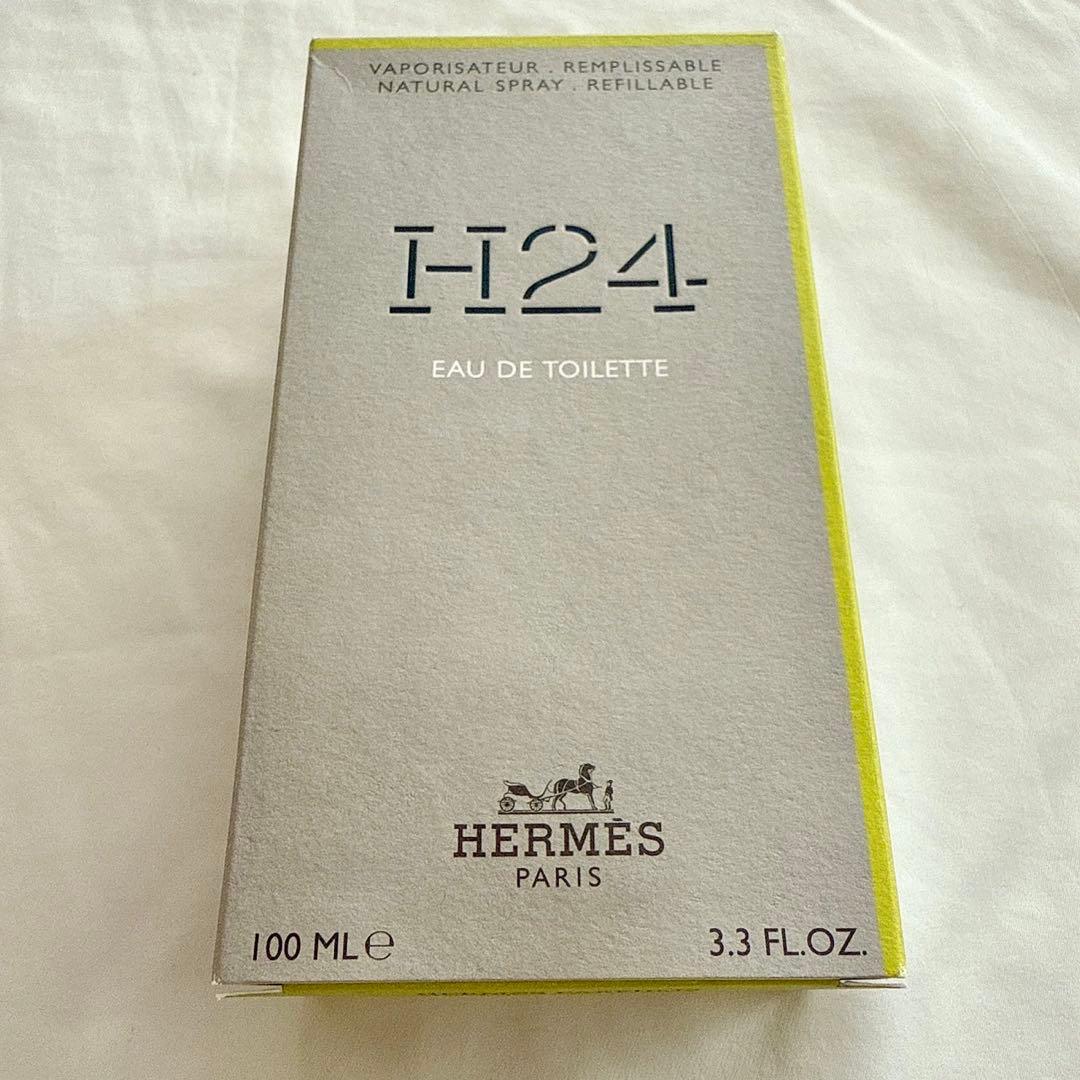 VAPORISATEUR . REMPLISSABLE
NATURAL SPRAY . REFILLABLE
H24
EAU DE TOILETTE
HERMÈS
PARIS
100 ML ℮
3.3 FL.OZ.